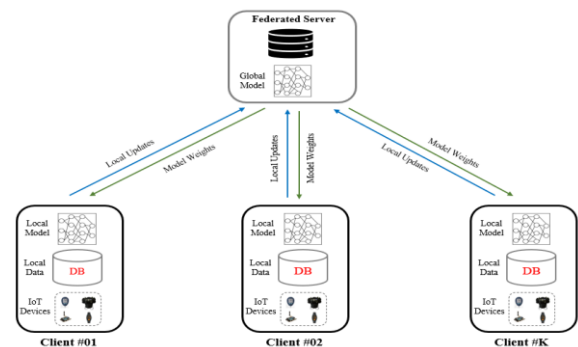 Federated Server
Global
Model
Local Updates
Model Weights
Local Updates
Model Weights
Model Weights
Local Updates
Local
Model
Local
Data
DB
IoT
Devices
Client #01
Local
Model
Local
Data
DB
IoT
Devices
Client #02
Local
Model
Local
Data
DB
IoT
Devices
Client #K